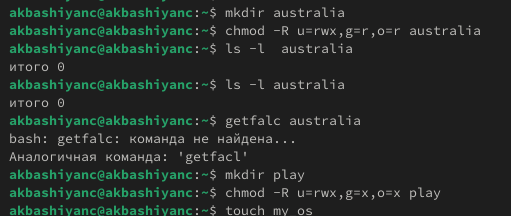 akbashiyanc@akbashiyanc:~$ mkdir australia
akbashiyanc@akbashiyanc:~$ chmod -R u=rwx,g=r,o=r australia
akbashiyanc@akbashiyanc:~$ ls -l  australia
итого 0
akbashiyanc@akbashiyanc:~$ ls -l australia
итого 0
akbashiyanc@akbashiyanc:~$ getfalc australia
bash: getfalc: команда не найдена...
Аналогичная команда: 'getfacl'
akbashiyanc@akbashiyanc:~$ mkdir play
akbashiyanc@akbashiyanc:~$ chmod -R u=rwx,g=x,o=x play
akbashiyanc@akbashiyanc:~$ touch my_os